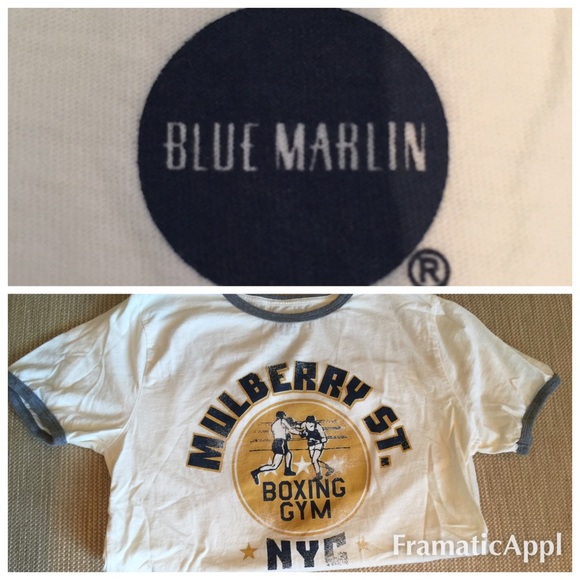 BLUE MARLIN
®
MULBERRY ST.
BOXING
GYM
NYC
FramaticAppl